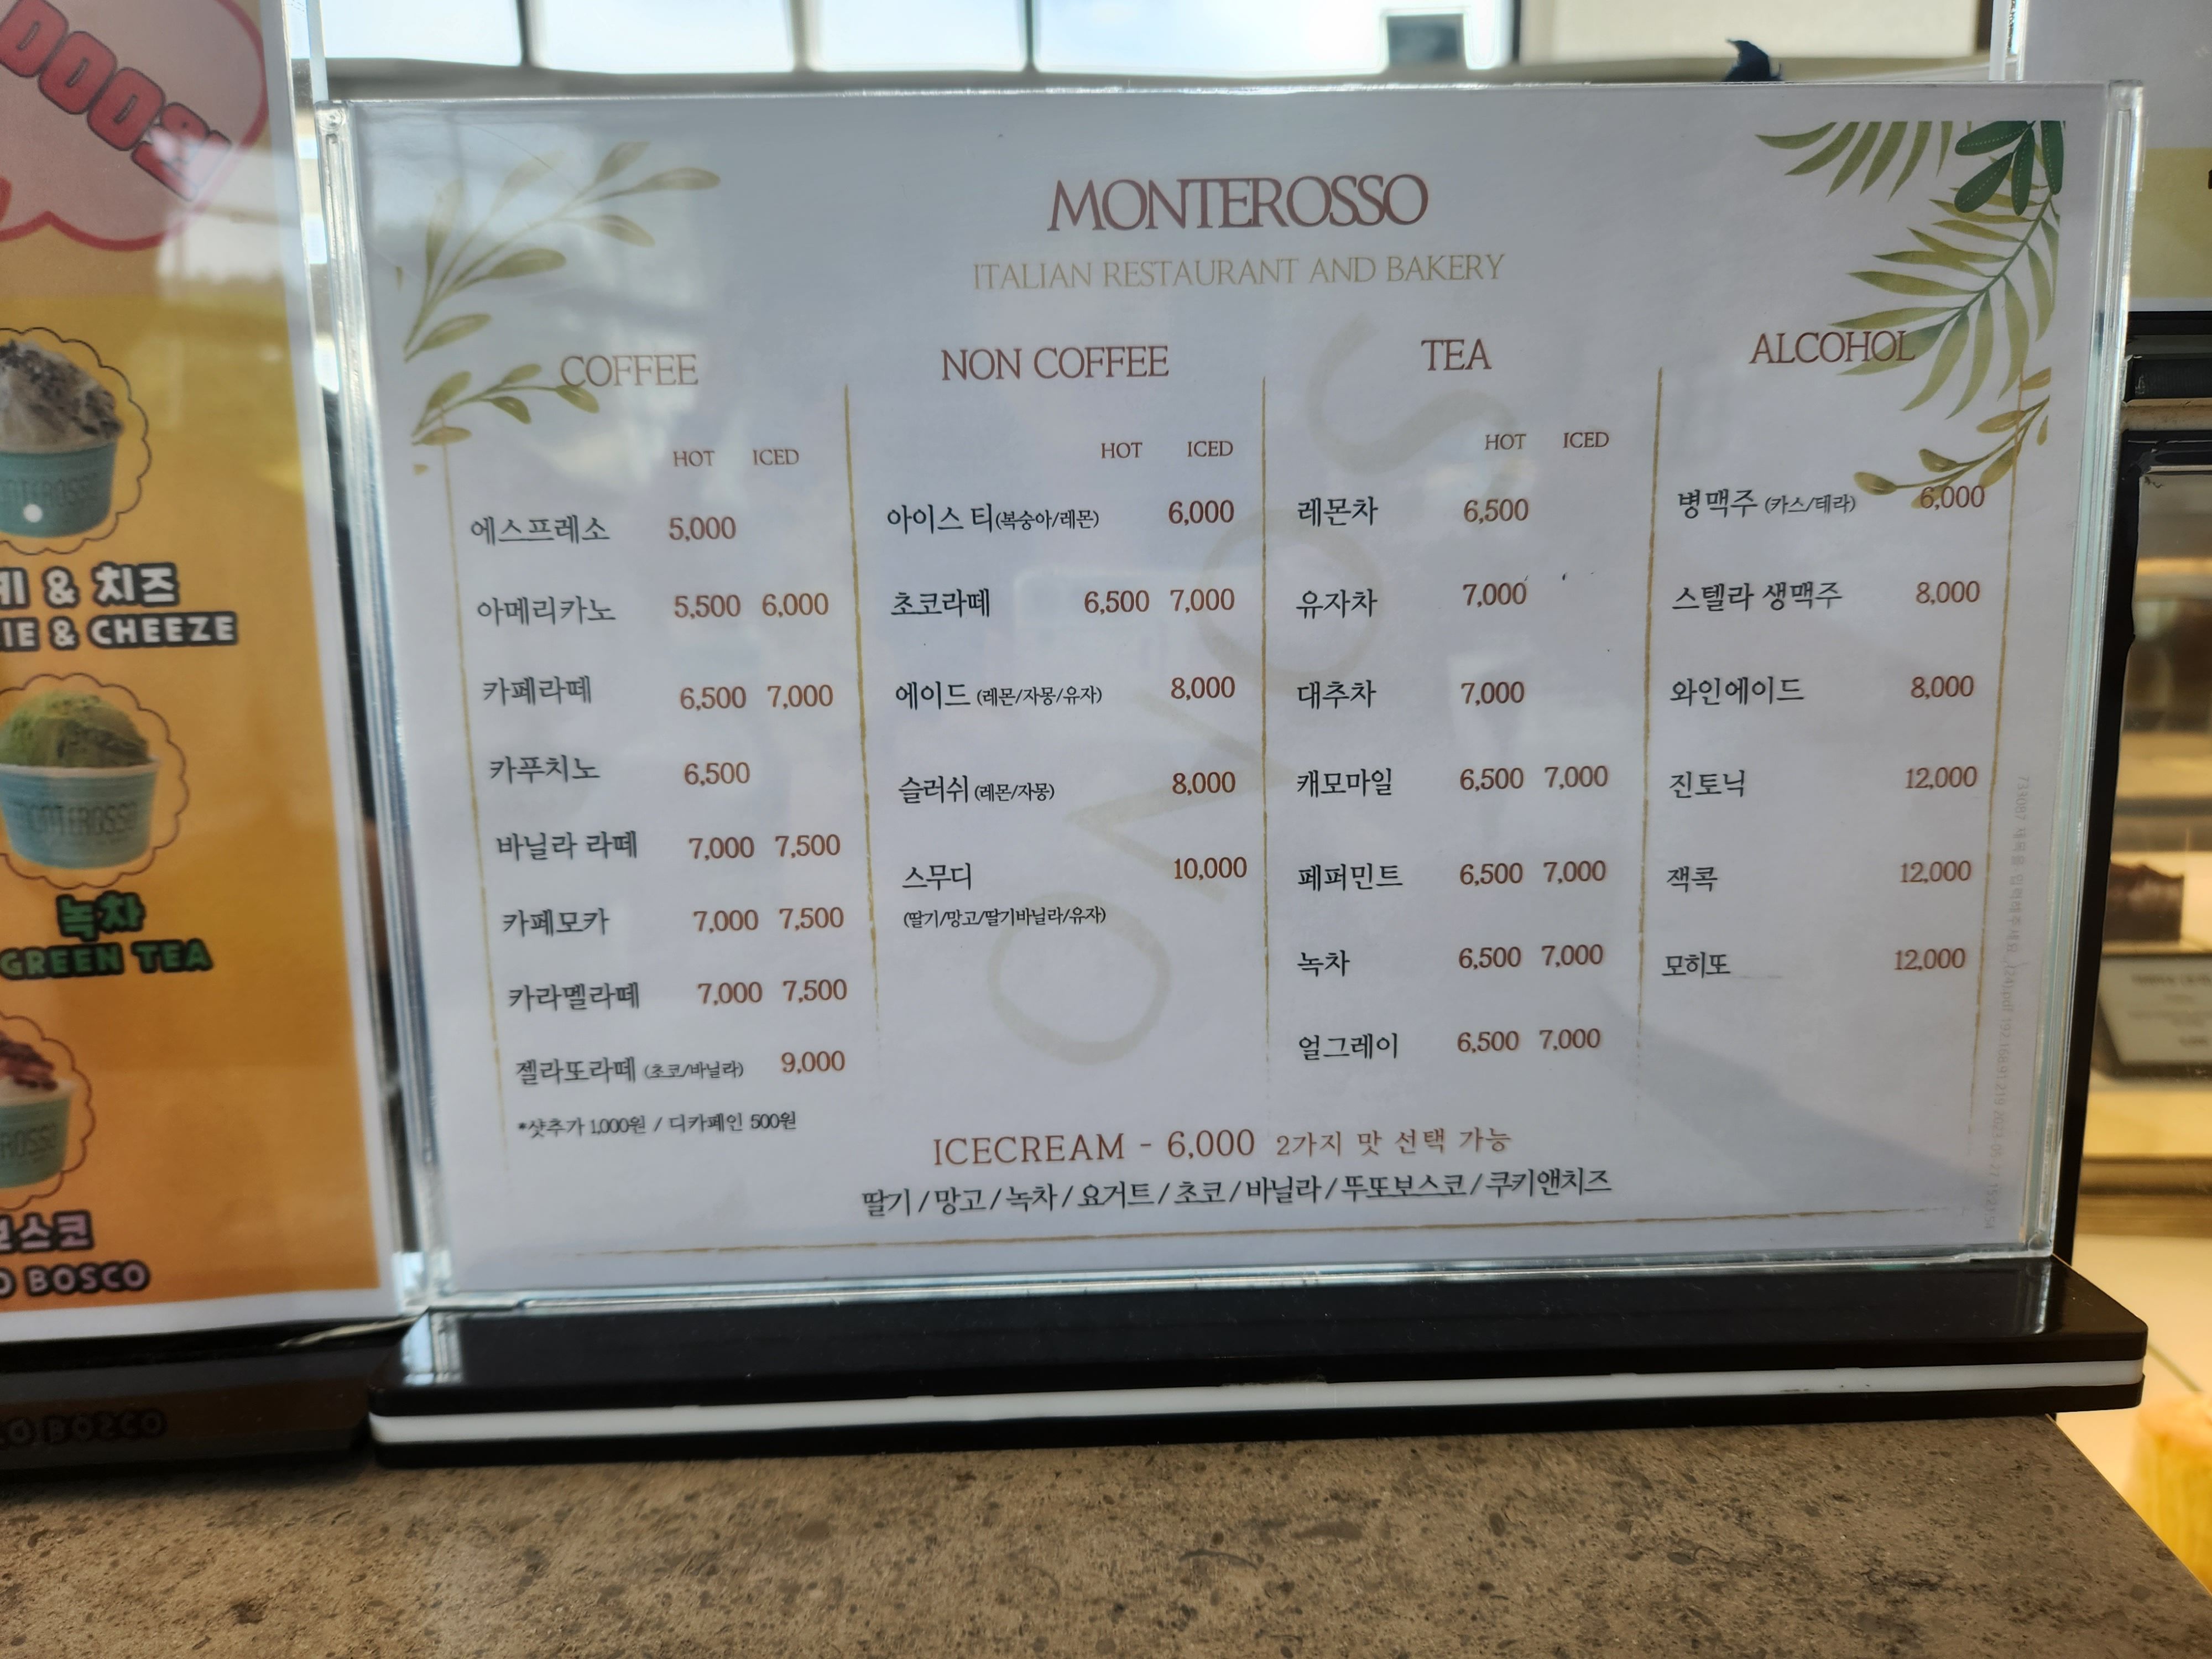 MONTEROSSO
ITALIAN RESTAURANT AND BAKERY
COFFEE
HOT ICED
에스프레소 5,000
아메리카노 5,500 6,000
카페라떼 6,500 7,000
카푸치노 6,500
바닐라 라떼 7,000 7,500
카페모카 7,000 7,500
카라멜라떼 7,000 7,500
젤라또라떼 (초코/바닐라) 9,000
*샷추가 1,000원 / 디카페인 500원
NON COFFEE
HOT ICED
아이스 티(복숭아/레몬) 6,000
초코라떼 6,500 7,000
에이드 (레몬/자몽/유자) 8,000
슬러쉬 (레몬/자몽) 8,000
스무디 10,000
(딸기/망고/딸기바닐라/유자)
TEA
HOT ICED
레몬차 6,500
유자차 7,000
대추차 7,000
캐모마일 6,500 7,000
페퍼민트 6,500 7,000
녹차 6,500 7,000
얼그레이 6,500 7,000
ALCOHOL
병맥주 (카스/테라) 6,000
스텔라 생맥주 8,000
와인에이드 8,000
진토닉 12,000
잭콕 12,000
모히또 12,000
ICECREAM - 6,000 2가지 맛 선택 가능
딸기/망고/녹차/요거트/초코/바닐라/뚜또보스코/쿠키앤치즈
& 치즈
& CHEEZE
녹차
GREEN TEA
보스코
BOSCO